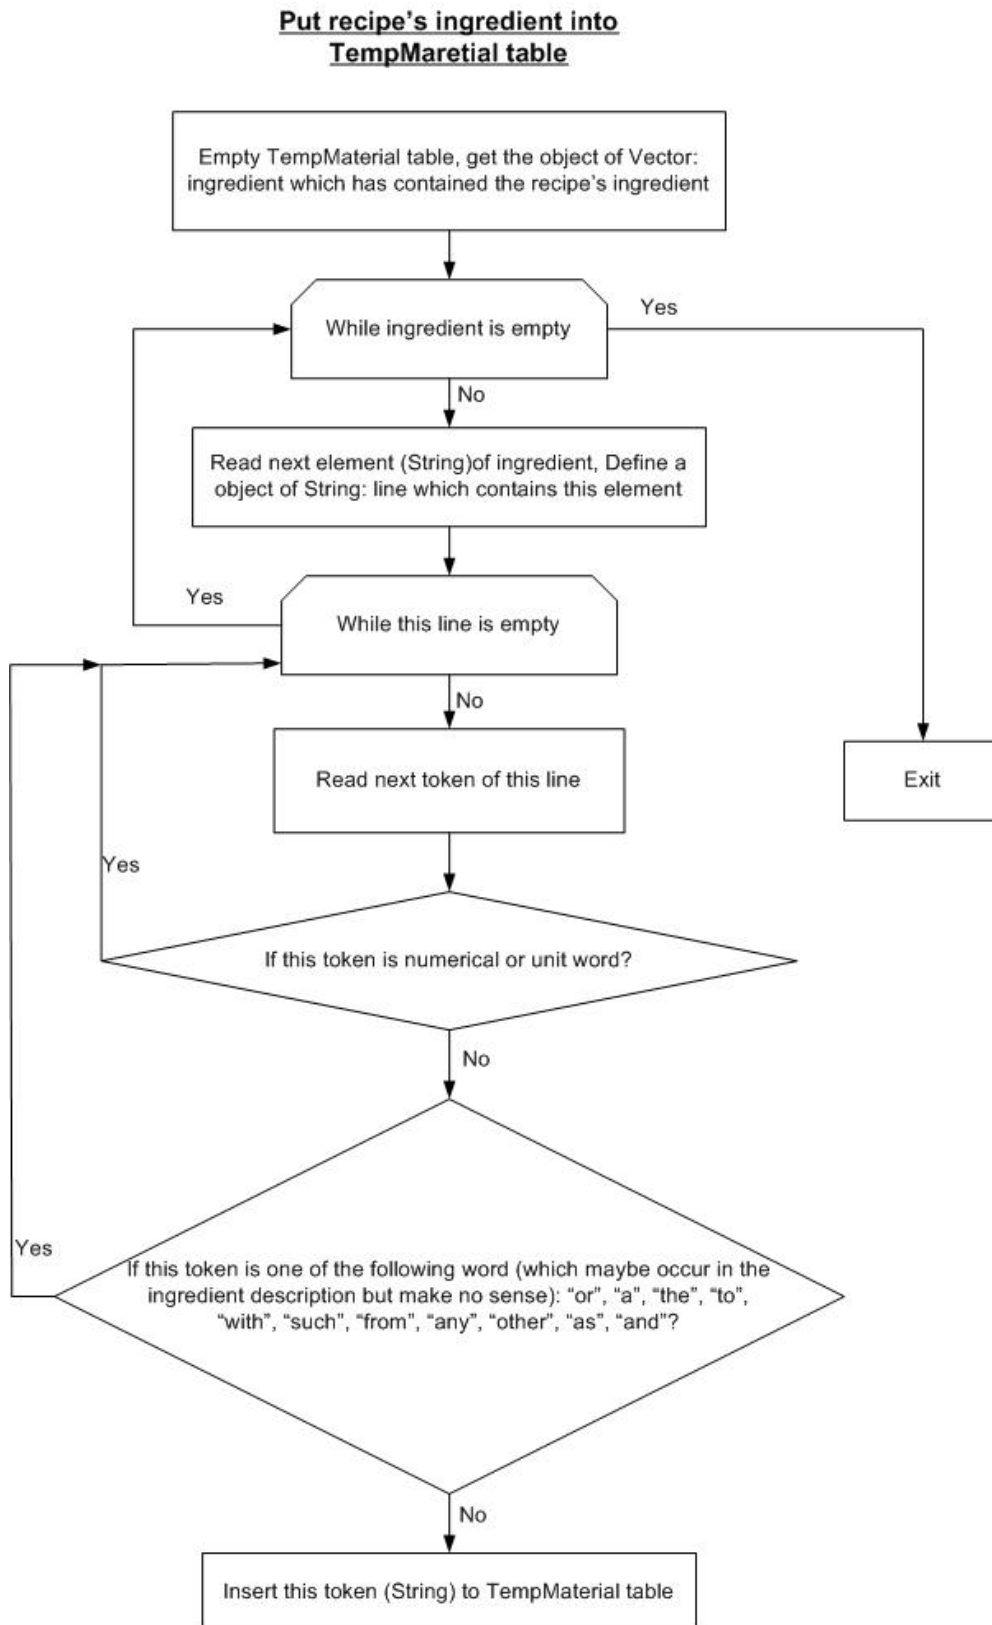 Put recipe’s ingredient into
TempMaretial table
Empty TempMaterial table, get the object of Vector:
ingredient which has contained the recipe’s ingredient
While ingredient is empty
Yes
No
Read next element (String)of ingredient, Define a
object of String: line which contains this element
Yes
While this line is empty
No
Read next token of this line
Exit
Yes
If this token is numerical or unit word?
No
Yes
If this token is one of the following word (which maybe occur in the
ingredient description but make no sense): “or”, “a”, “the”, “to”,
“with”, “such”, “from”, “any”, “other”, “as”, “and”?
No
Insert this token (String) to TempMaterial table